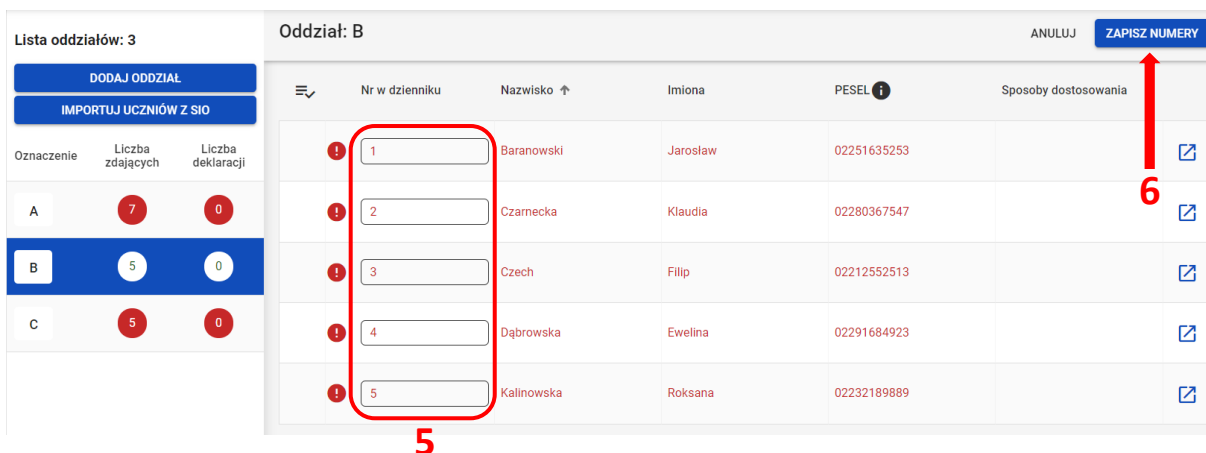 Lista oddziałów: 3
DODAJ ODDZIAŁ
IMPORTUJ UCZNIÓW Z SIO
Oznaczenie Liczba zdających Liczba deklaracji
A 7 0
B 5 0
C 5 0
Oddział: B ANULUJ ZAPISZ NUMERY
Nr w dzienniku Nazwisko Imiona PESEL Sposoby dostosowania
1 Baranowski Jarosław 02251635253
2 Czarnecka Klaudia 02280367547
3 Czech Filip 02212552513
4 Dąbrowska Ewelina 02291684923
5 Kalinowska Roksana 02232189889
5
6